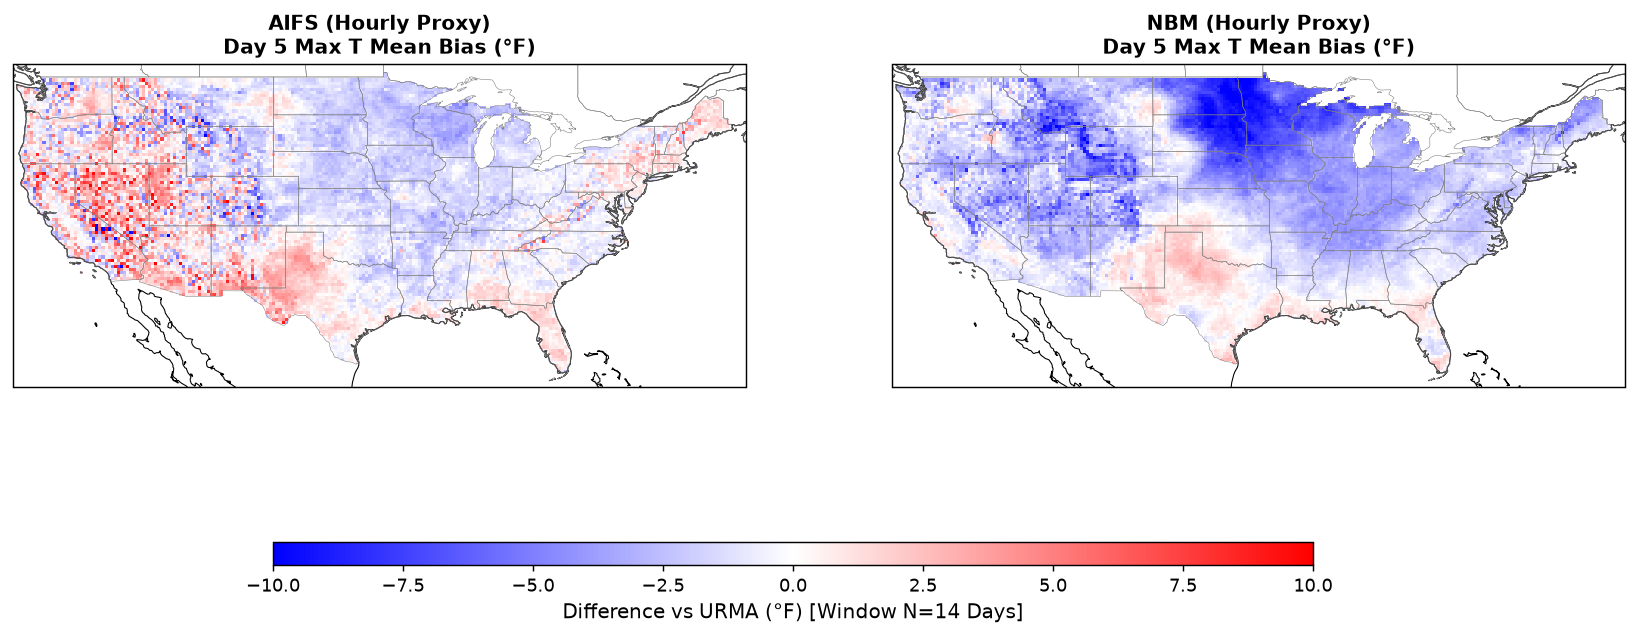 AIFS (Hourly Proxy)
Day 5 Max T Mean Bias (°F)
NBM (Hourly Proxy)
Day 5 Max T Mean Bias (°F)
−10.0 −7.5 −5.0 −2.5 0.0 2.5 5.0 7.5 10.0
Difference vs URMA (°F) [Window N=14 Days]